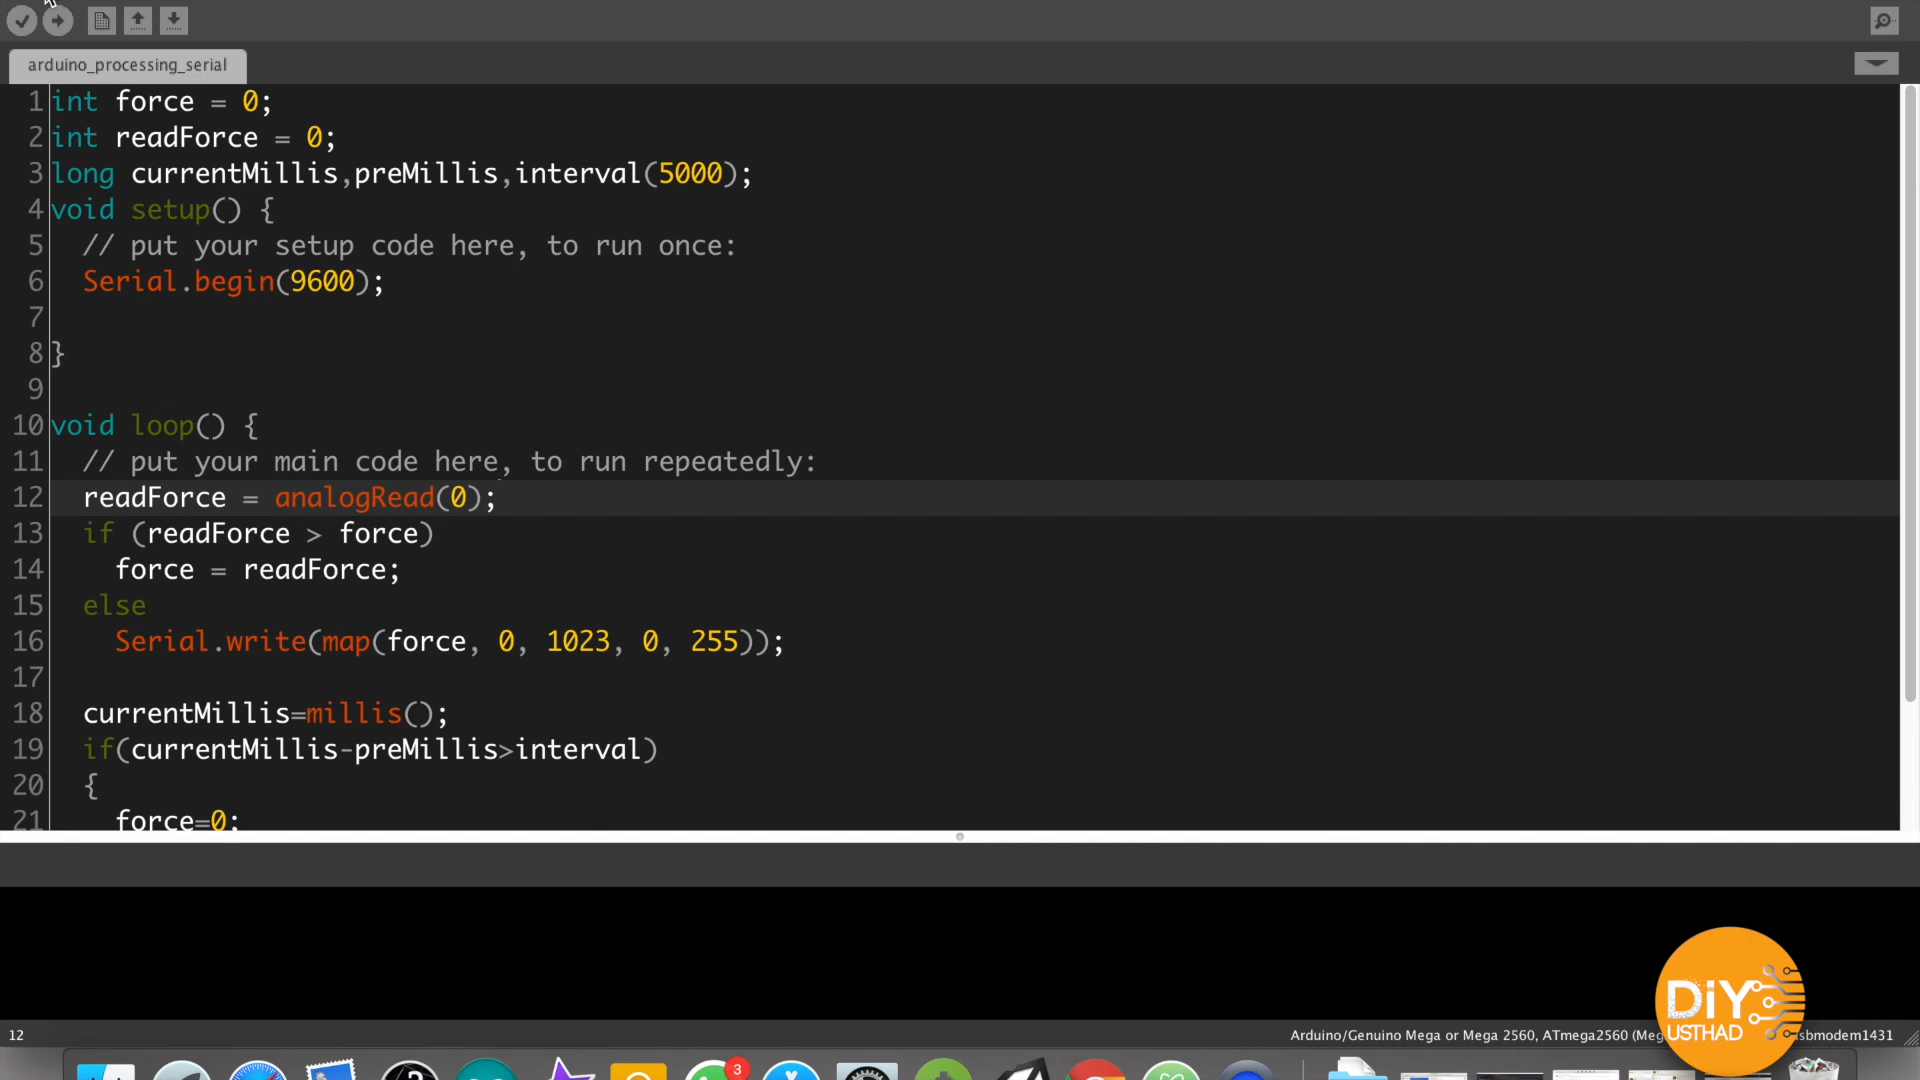 arduino_processing_serial
1 int force = 0;
2 int readForce = 0;
3 long currentMillis,preMillis,interval(5000);
4 void setup() {
5 // put your setup code here, to run once:
6 Serial.begin(9600);
7
8 }
9
10 void loop() {
11 // put your main code here, to run repeatedly:
12 readForce = analogRead(0);
13 if (readForce > force)
14 force = readForce;
15 else
16 Serial.write(map(force, 0, 1023, 0, 255));
17
18 currentMillis=millis();
19 if(currentMillis-preMillis>interval)
20 {
21 force=0;
12
Arduino/Genuino Mega or Mega 2560, ATmega2560 (Meg
sbmodem1431
DiY
USTHAD
3